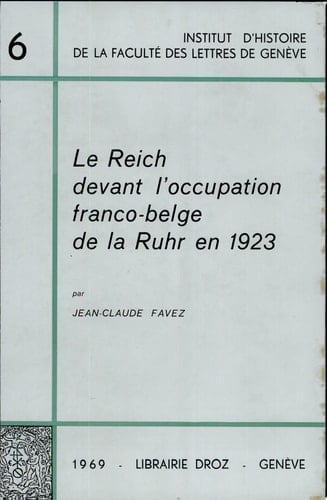 6
INSTITUT D'HISTOIRE
DE LA FACULTÉ DES LETTRES DE GENÈVE
Le Reich
devant l'occupation
franco-belge
de la Ruhr en 1923
par
JEAN-CLAUDE FAVEZ
1969 - LIBRAIRIE DROZ - GENÈVE